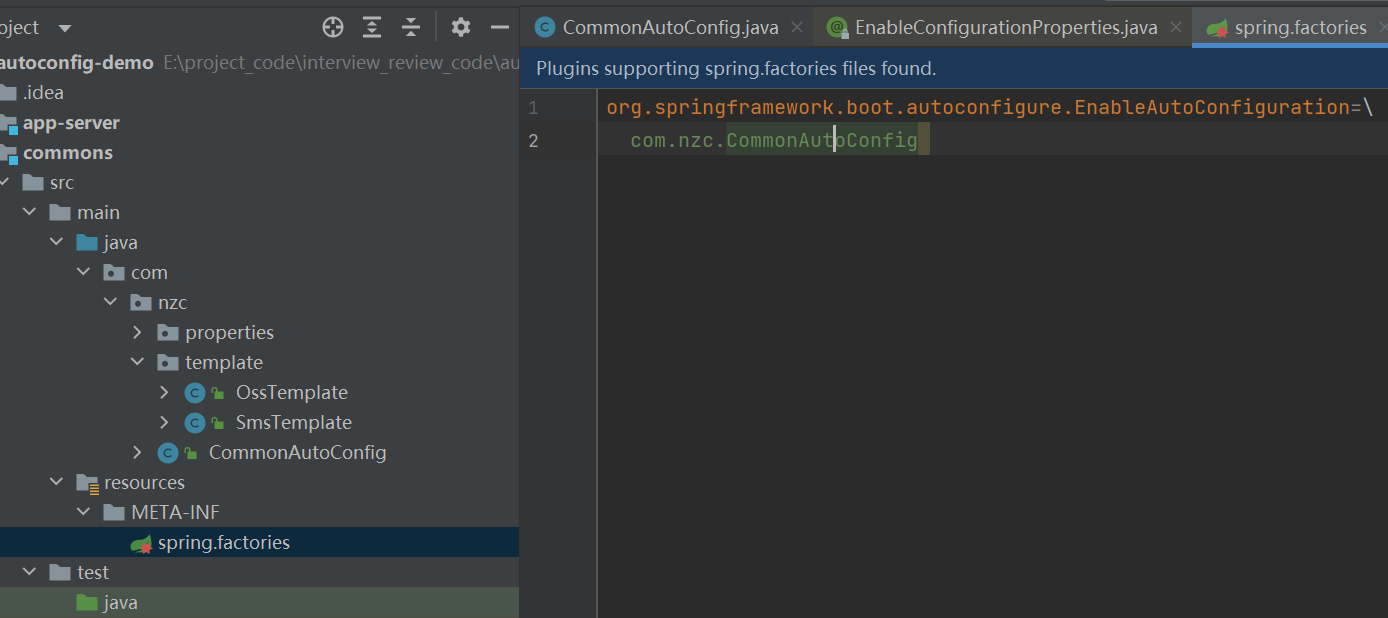 oject
autoconfig-demo E:\project_code\interview_review_code\au
.idea
app-server
commons
src
main
java
com
nzc
properties
template
OssTemplate
SmsTemplate
CommonAutoConfig
resources
META-INF
spring.factories
test
java
CommonAutoConfig.java EnableConfigurationProperties.java spring.factories
Plugins supporting spring.factories files found.
1 org.springframework.boot.autoconfigure.EnableAutoConfiguration=\
2 com.nzc.CommonAutoConfig